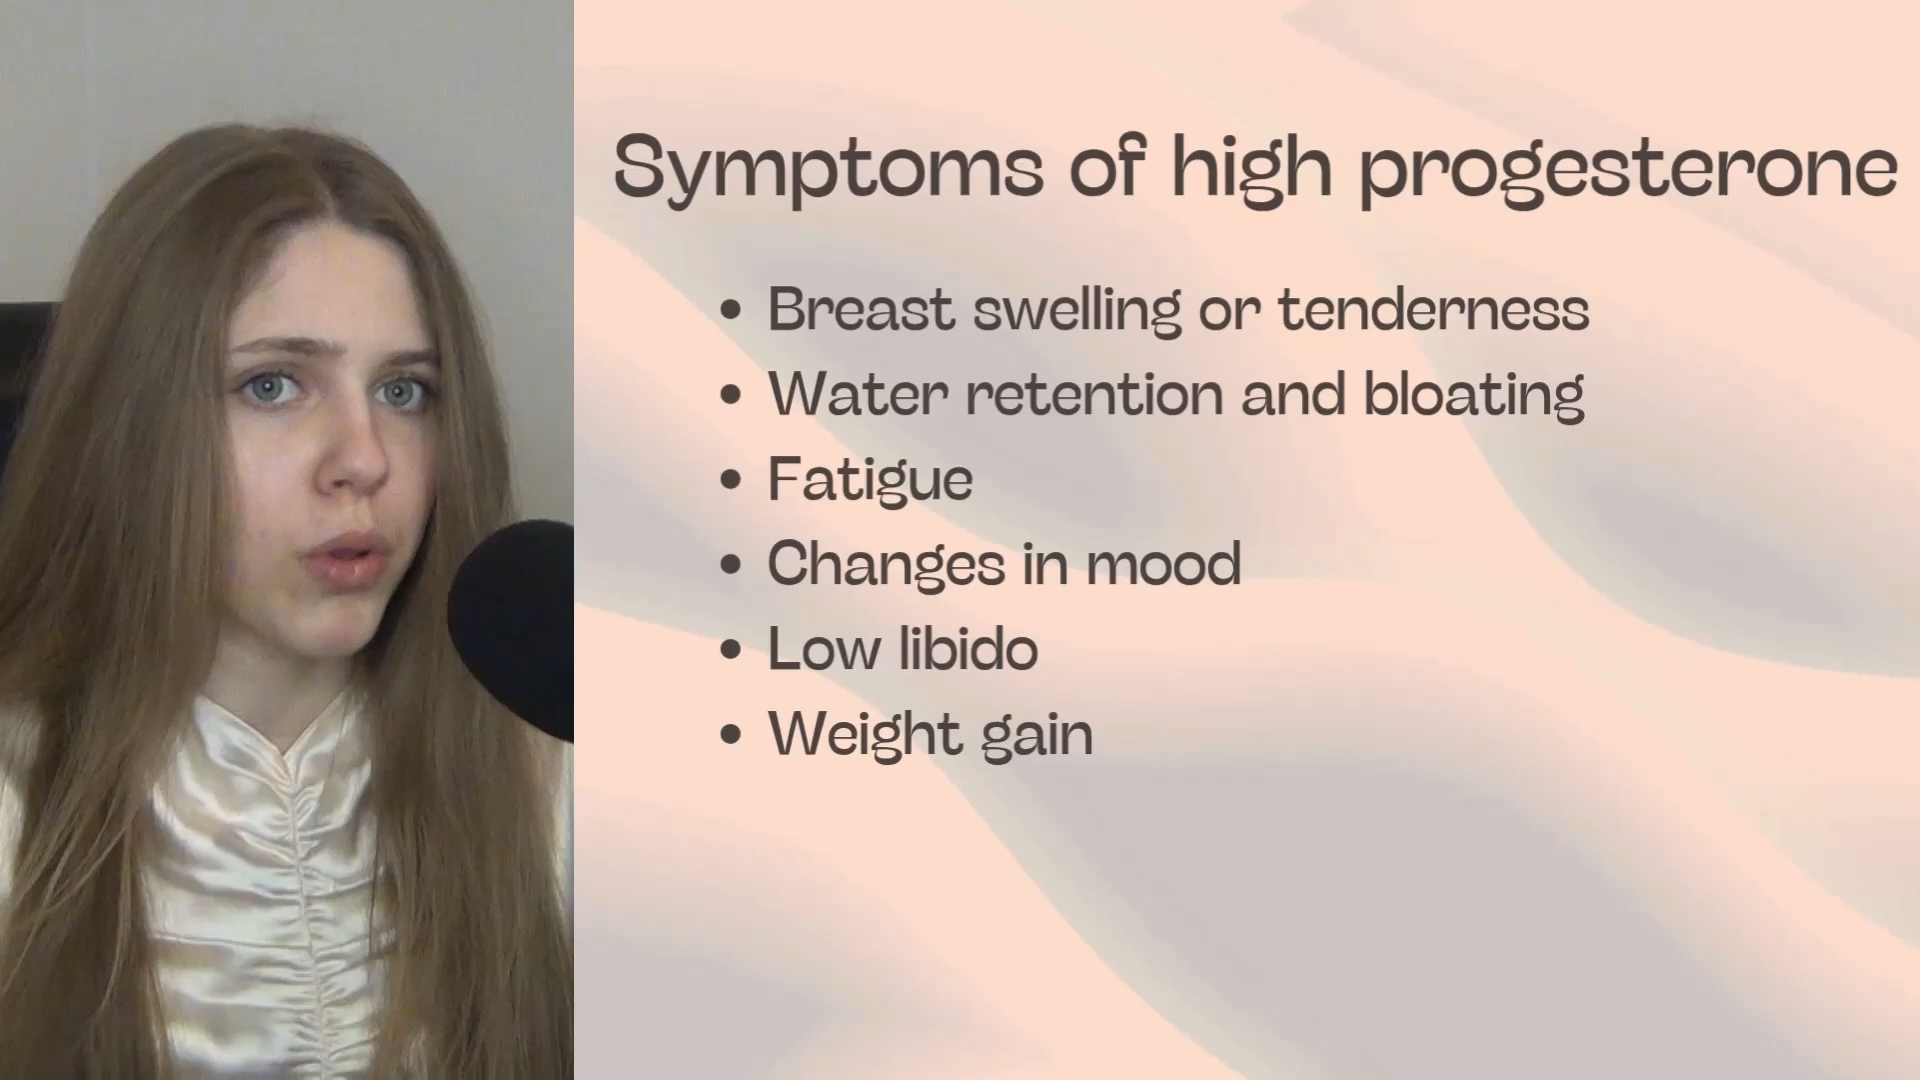 Symptoms of high progesterone
• Breast swelling or tenderness
• Water retention and bloating
• Fatigue
• Changes in mood
• Low libido
• Weight gain